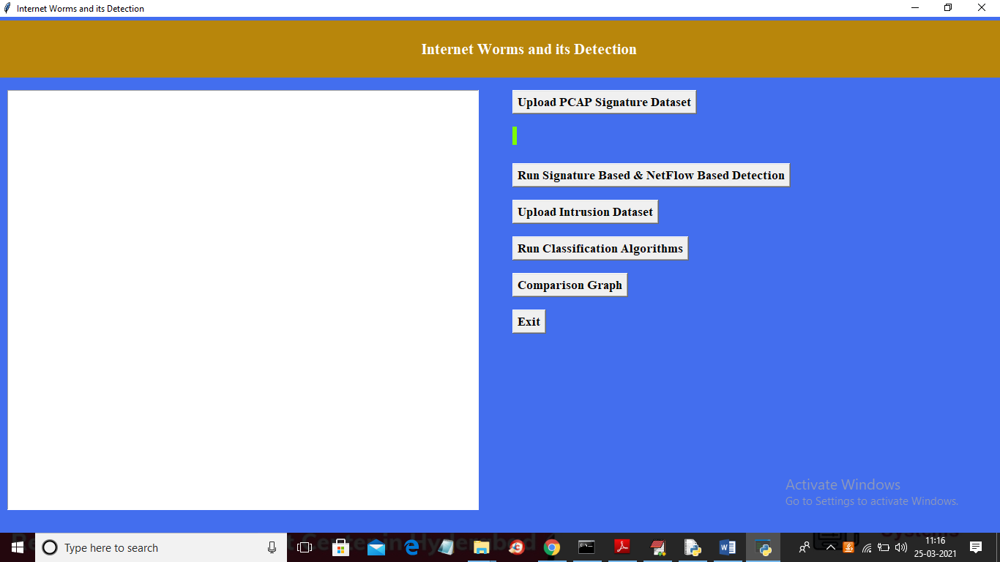 Internet Worms and its Detection
Internet Worms and its Detection
Upload PCAP Signature Dataset
Run Signature Based & NetFlow Based Detection
Upload Intrusion Dataset
Run Classification Algorithms
Comparison Graph
Exit
Activate Windows
Go to Settings to activate Windows.
Type here to search
11:16
25-03-2021